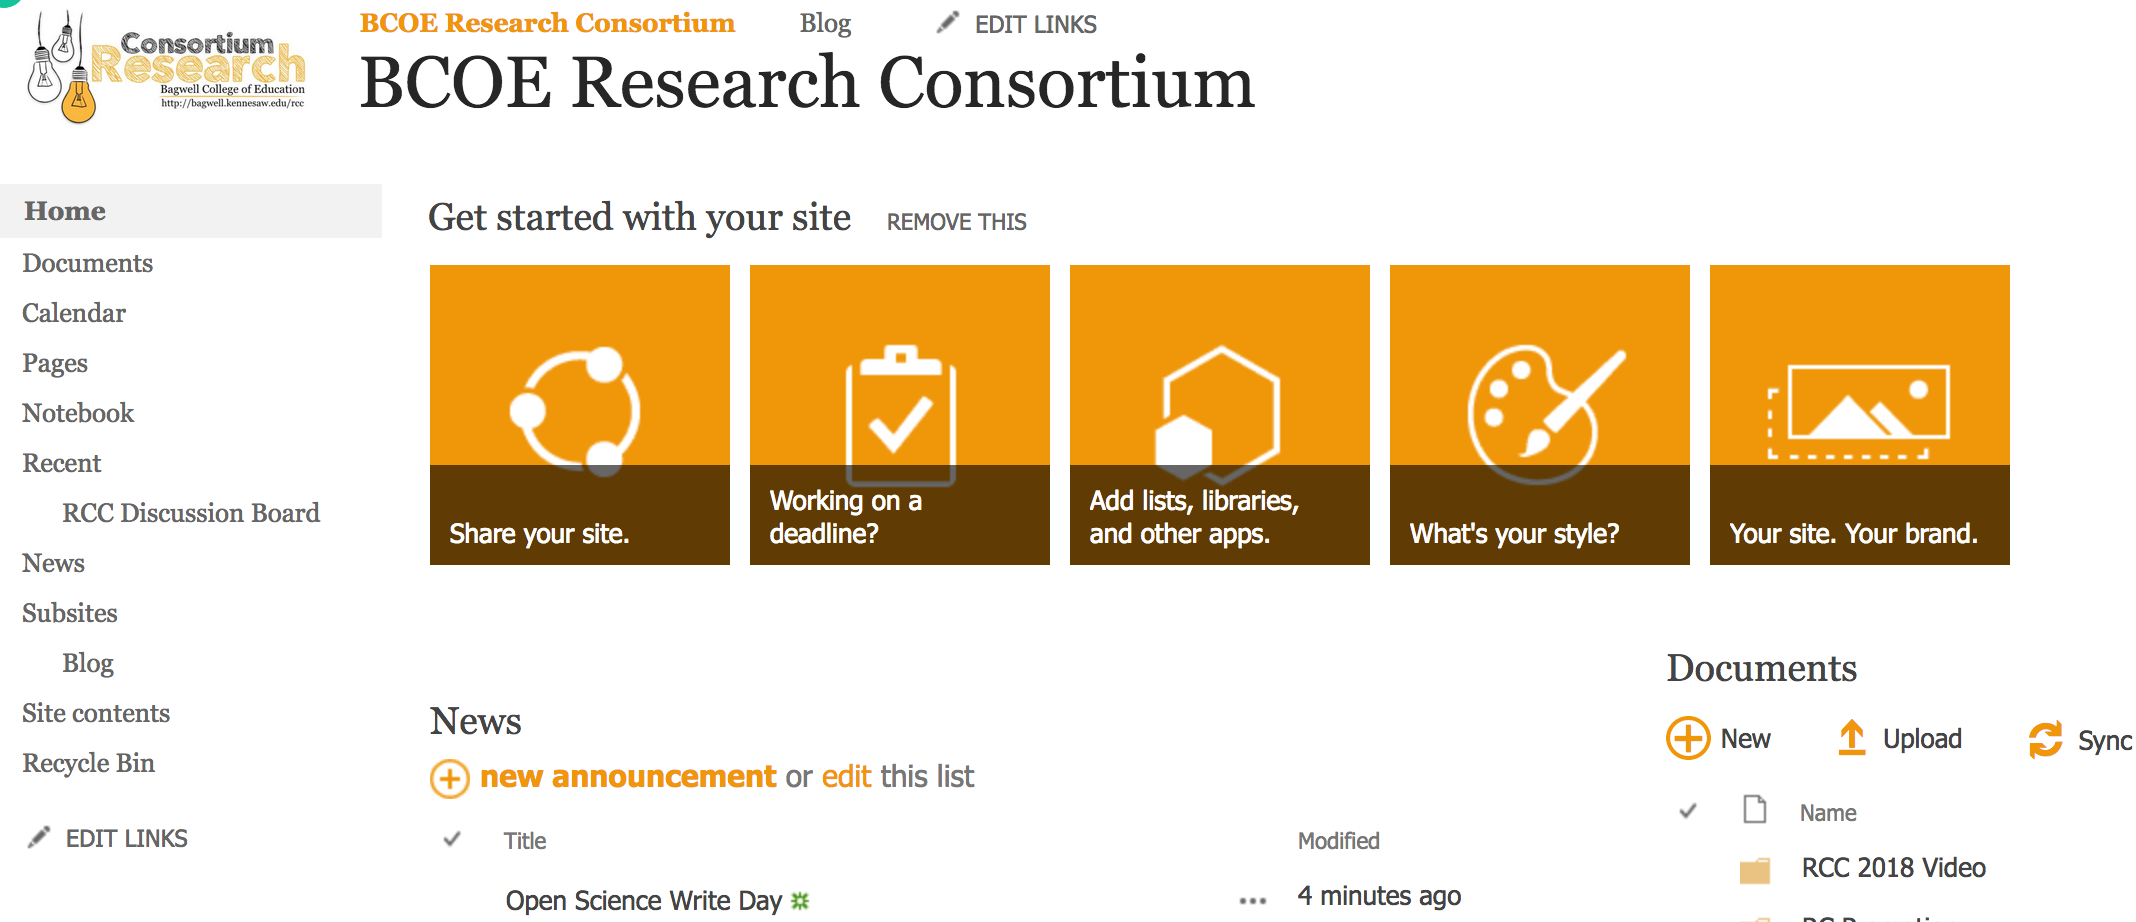 Consortium
Research
Bagwell College of Education
http://bagwell.kennesaw.edu/rcc
BCOE Research Consortium
Blog
EDIT LINKS
BCOE Research Consortium
Home
Documents
Calendar
Pages
Notebook
Recent
RCC Discussion Board
News
Subsites
Blog
Site contents
Recycle Bin
EDIT LINKS
Get started with your site
REMOVE THIS
Share your site.
Working on a
deadline?
Add lists, libraries,
and other apps.
What's your style?
Your site. Your brand.
News
new announcement or edit this list
Title
Modified
Open Science Write Day
4 minutes ago
Documents
New
Upload
Sync
Name
RCC 2018 Video